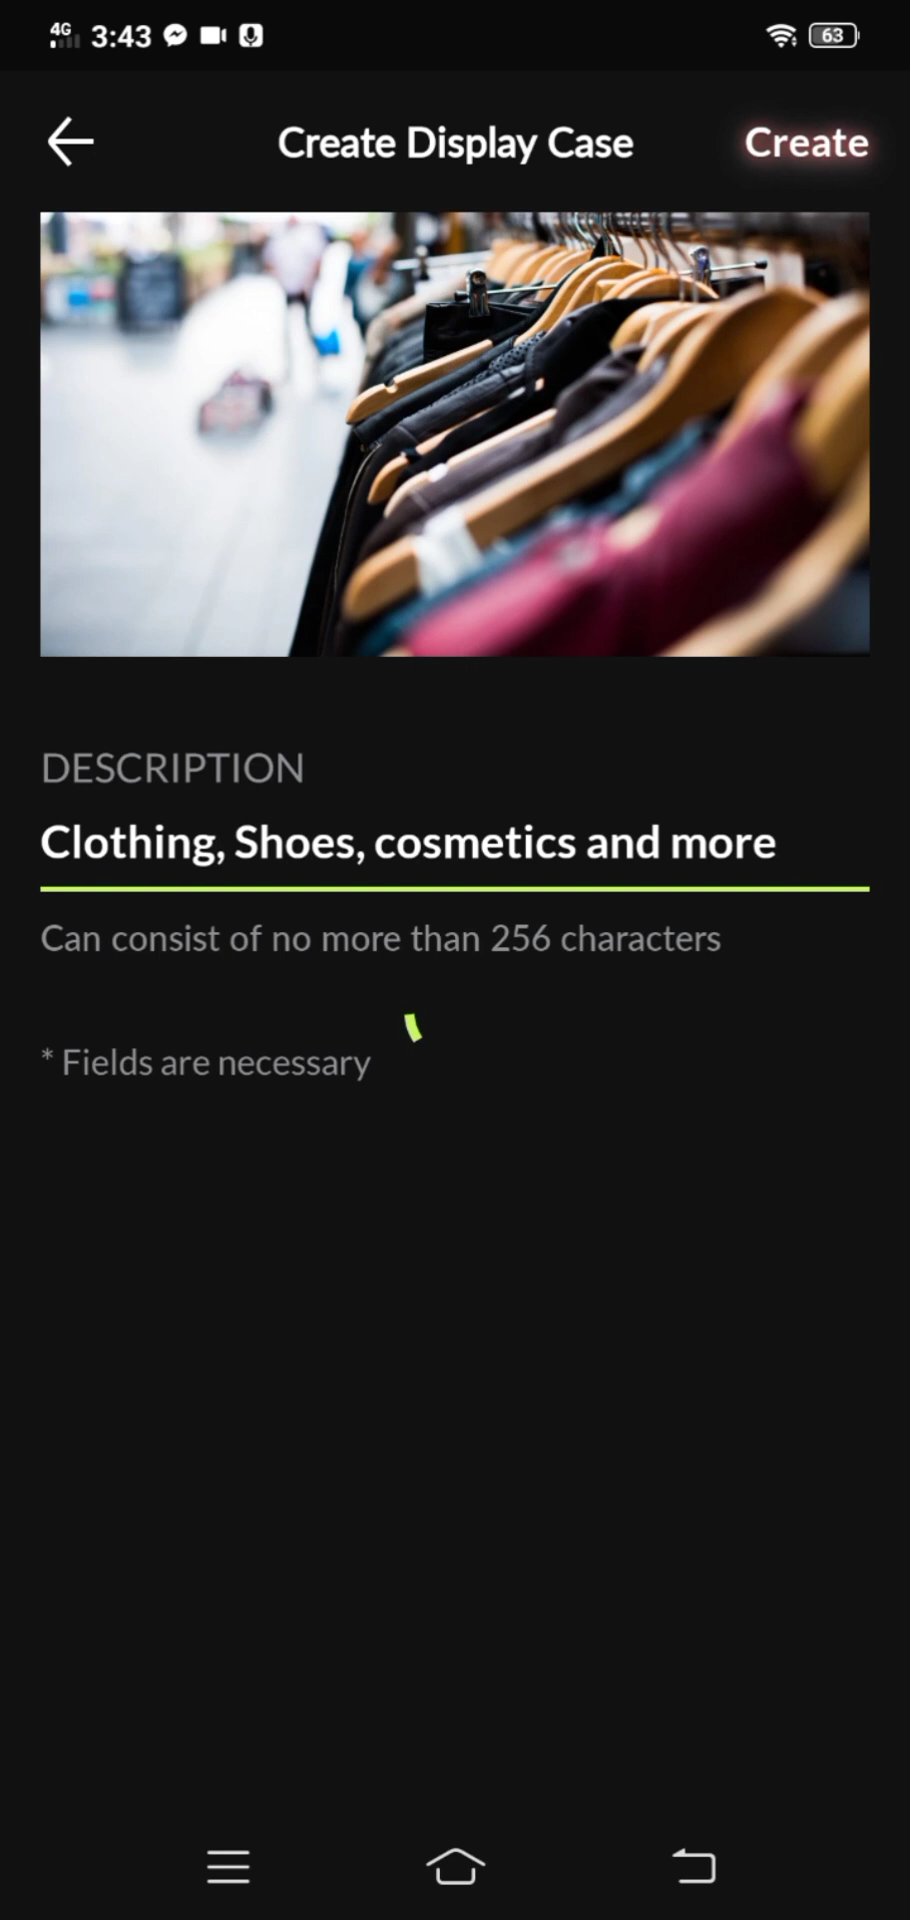 4G 3:43 63
Create Display Case Create
DESCRIPTION
Clothing, Shoes, cosmetics and more
Can consist of no more than 256 characters
* Fields are necessary